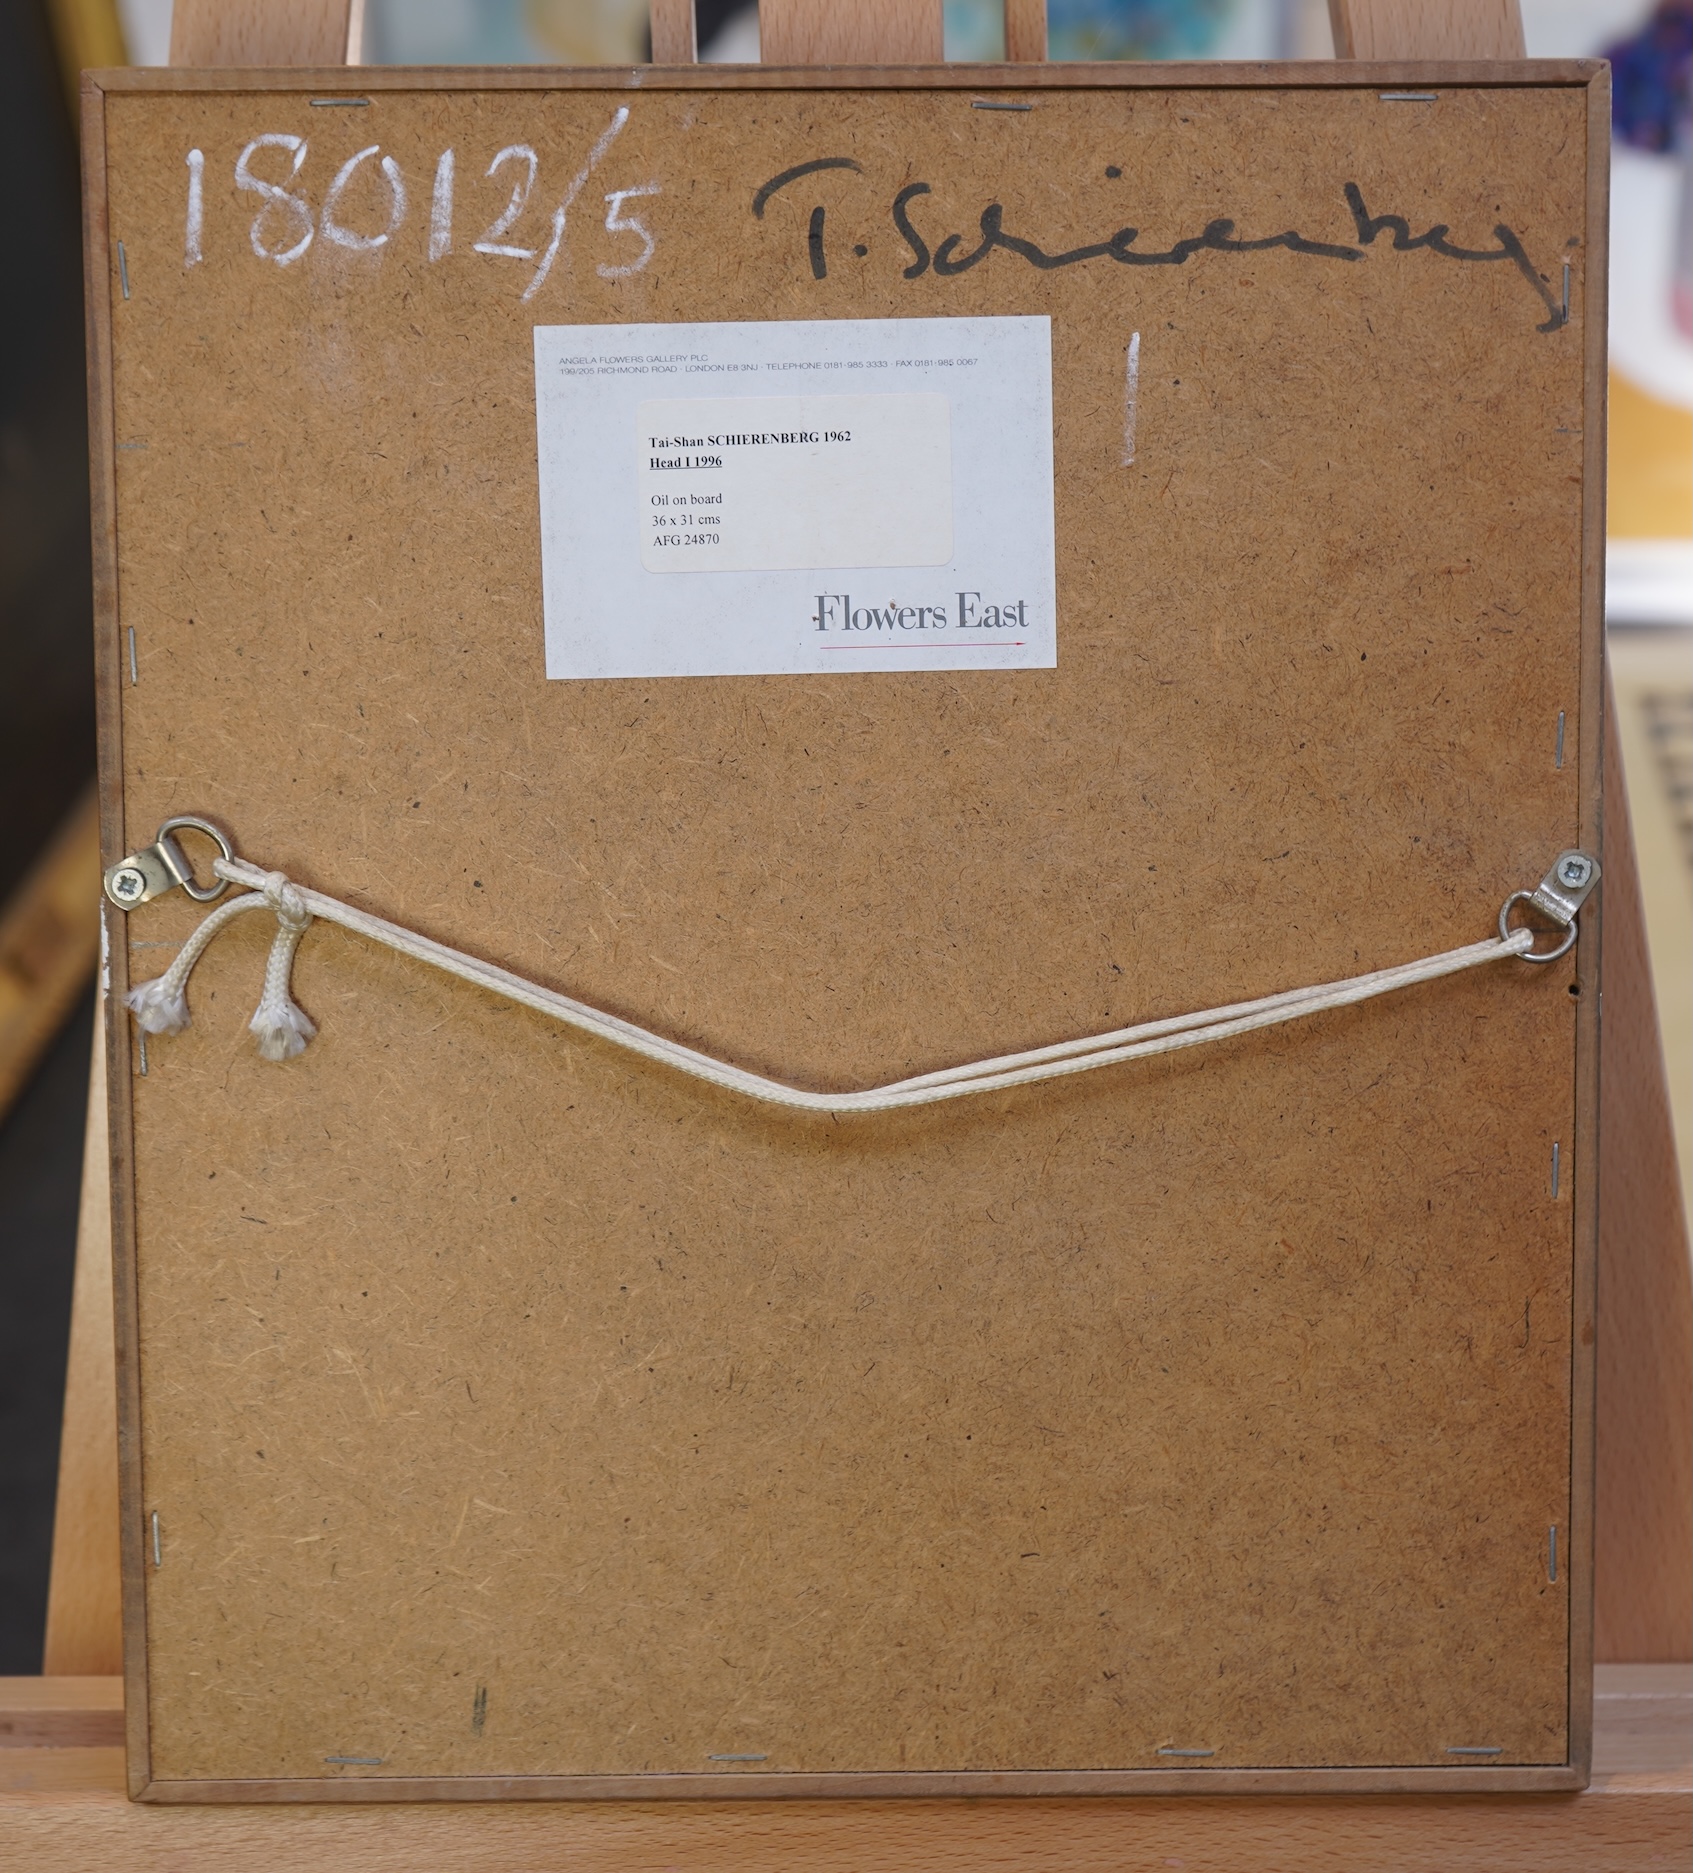 18012/5
T. Schierenberg
I
ANGELA FLOWERS GALLERY PLC
199/205 RICHMOND ROAD · LONDON E8 3NJ · TELEPHONE 0181-985 3333 · FAX 0181-985 0067
Tai-Shan SCHIERENBERG 1962
Head I 1996
Oil on board
36 x 31 cms
AFG 24870
Flowers East